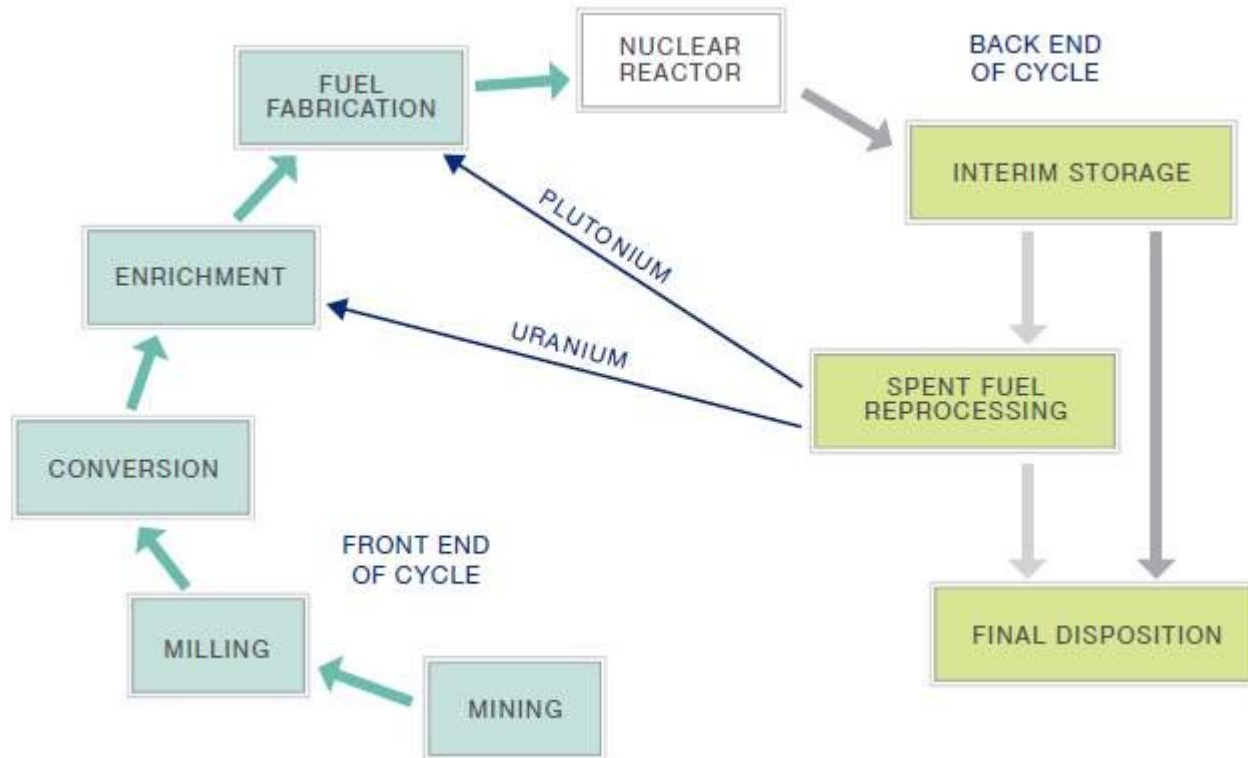 NUCLEAR
REACTOR
BACK END
OF CYCLE
FUEL
FABRICATION
INTERIM STORAGE
PLUTONIUM
ENRICHMENT
URANIUM
SPENT FUEL
REPROCESSING
CONVERSION
FRONT END
OF CYCLE
MILLING
FINAL DISPOSITION
MINING